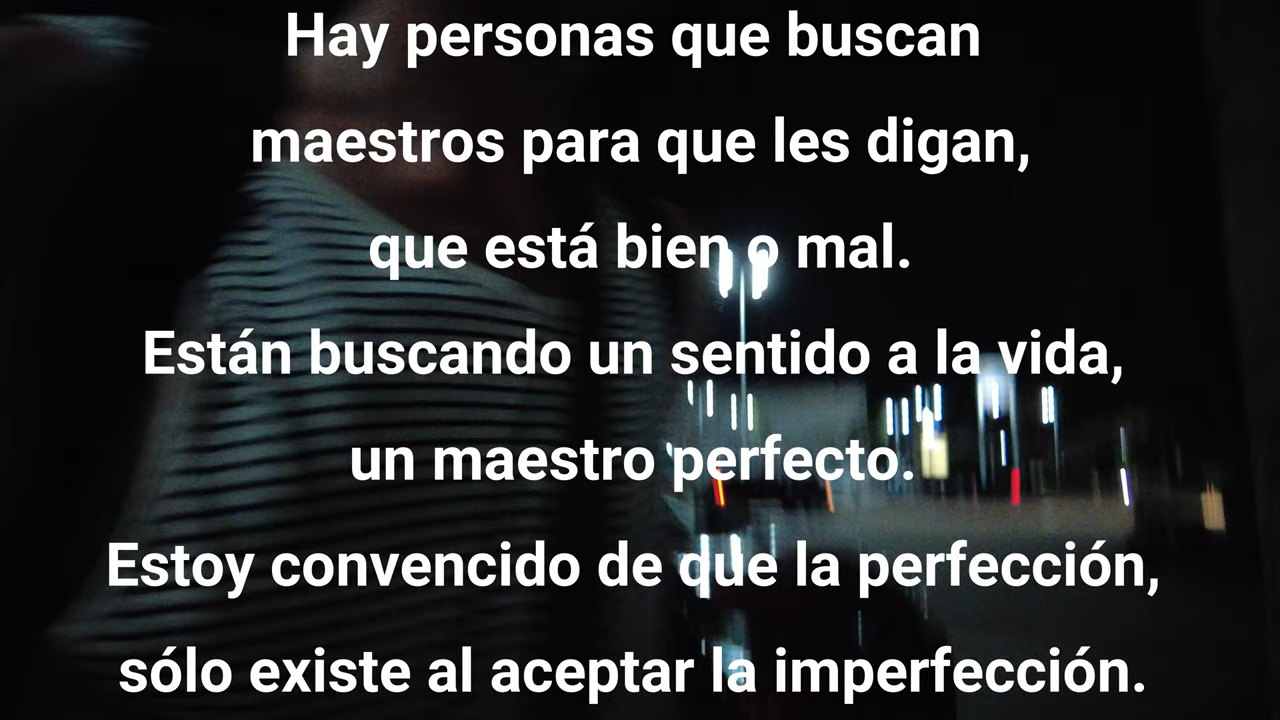 Hay personas que buscan
maestros para que les digan,
que está bien o mal.
Están buscando un sentido a la vida,
un maestro perfecto.
Estoy convencido de que la perfección,
sólo existe al aceptar la imperfección.